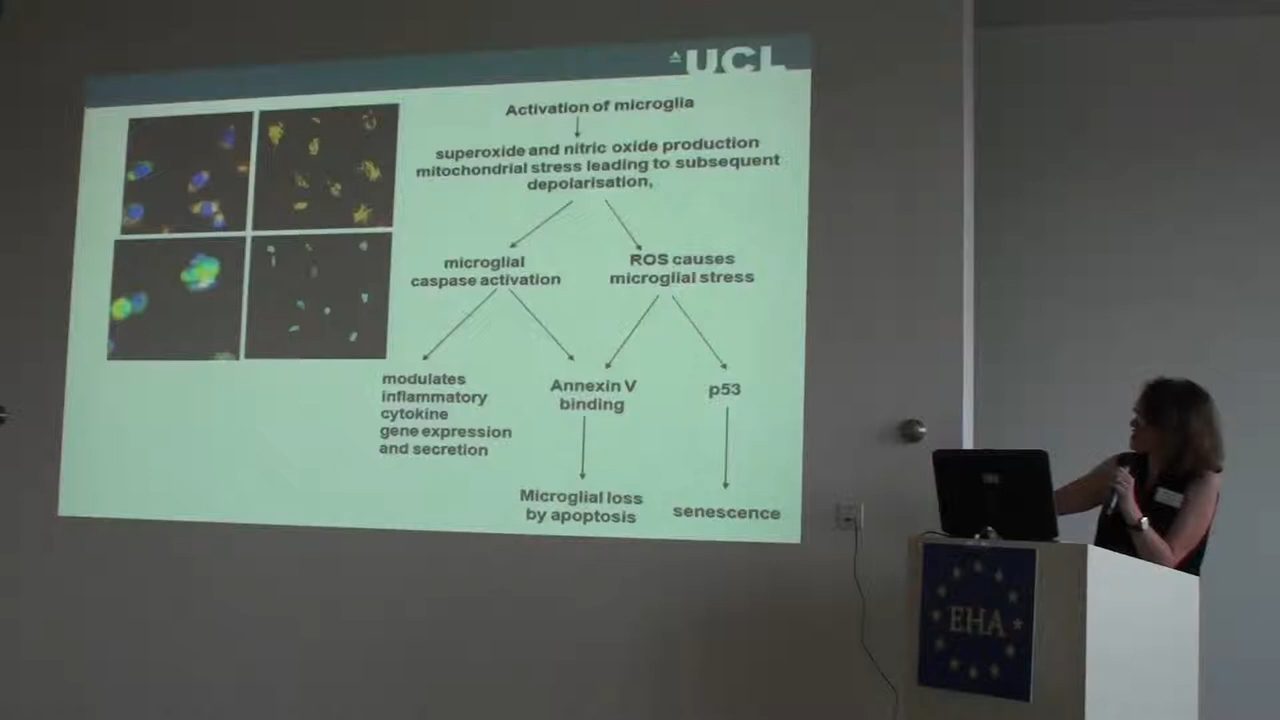 UCL
Activation of microglia
superoxide and nitric oxide production
mitochondrial stress leading to subsequent
depolarisation,
microglial
caspase activation
ROS causes
microglial stress
modulates
inflammatory
cytokine
gene expression
and secretion
Annexin V
binding
p53
Microglial loss
by apoptosis
senescence
EHA